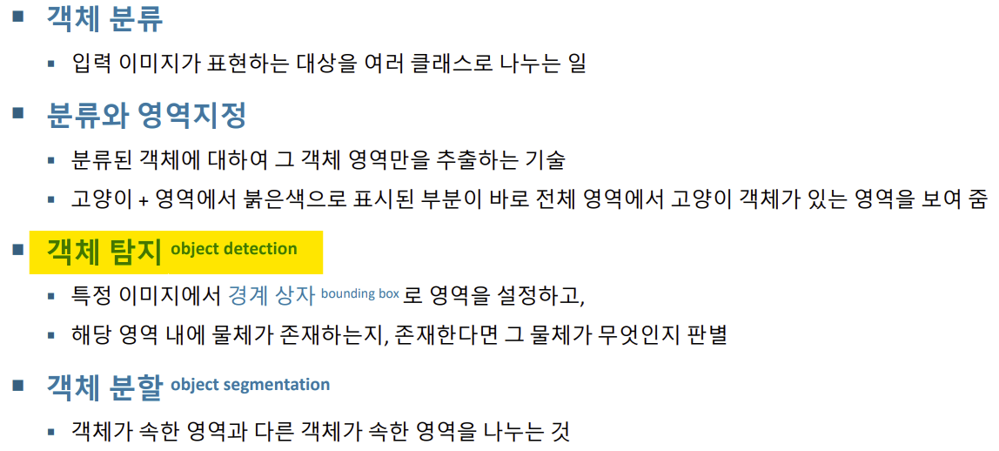 ■ 객체 분류
▪ 입력 이미지가 표현하는 대상을 여러 클래스로 나누는 일
■ 분류와 영역지정
▪ 분류된 객체에 대하여 그 객체 영역만을 추출하는 기술
▪ 고양이 + 영역에서 붉은색으로 표시된 부분이 바로 전체 영역에서 고양이 객체가 있는 영역을 보여 줌
■ 객체 탐지 object detection
▪ 특정 이미지에서 경계 상자 bounding box 로 영역을 설정하고,
▪ 해당 영역 내에 물체가 존재하는지, 존재한다면 그 물체가 무엇인지 판별
■ 객체 분할 object segmentation
▪ 객체가 속한 영역과 다른 객체가 속한 영역을 나누는 것